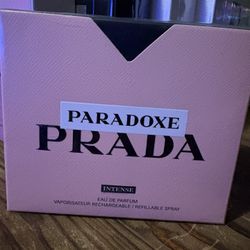 PARADOXE
PRADA
INTENSE
EAU DE PARFUM
VAPORISATEUR RECHARGEABLE / REFILLABLE SPRAY